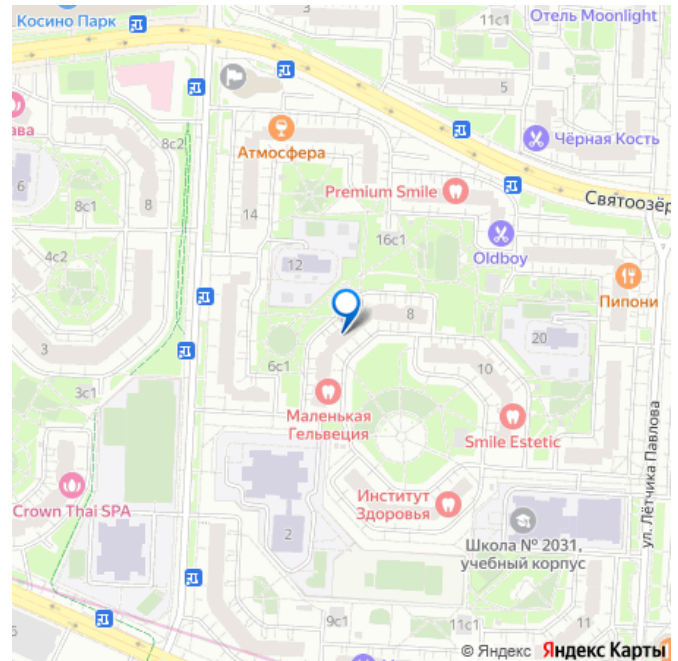 Косино Парк
11с1
Отель Moonlight
5
ава
8с2
Атмосфера
Чёрная Кость
6
8с1
8
Premium Smile
Святоозёр
14
16с1
4с2
12
Oldboy
Пипони
8
20
3
6с1
10
3с1
Маленькая
Гельвеция
Smile Estetic
ул. Лётчика Павлова
Crown Thai SPA
Институт
Здоровья
2
Школа № 2031,
учебный корпус
9с1
11с1
11
5
© Яндекс Яндекс Карты